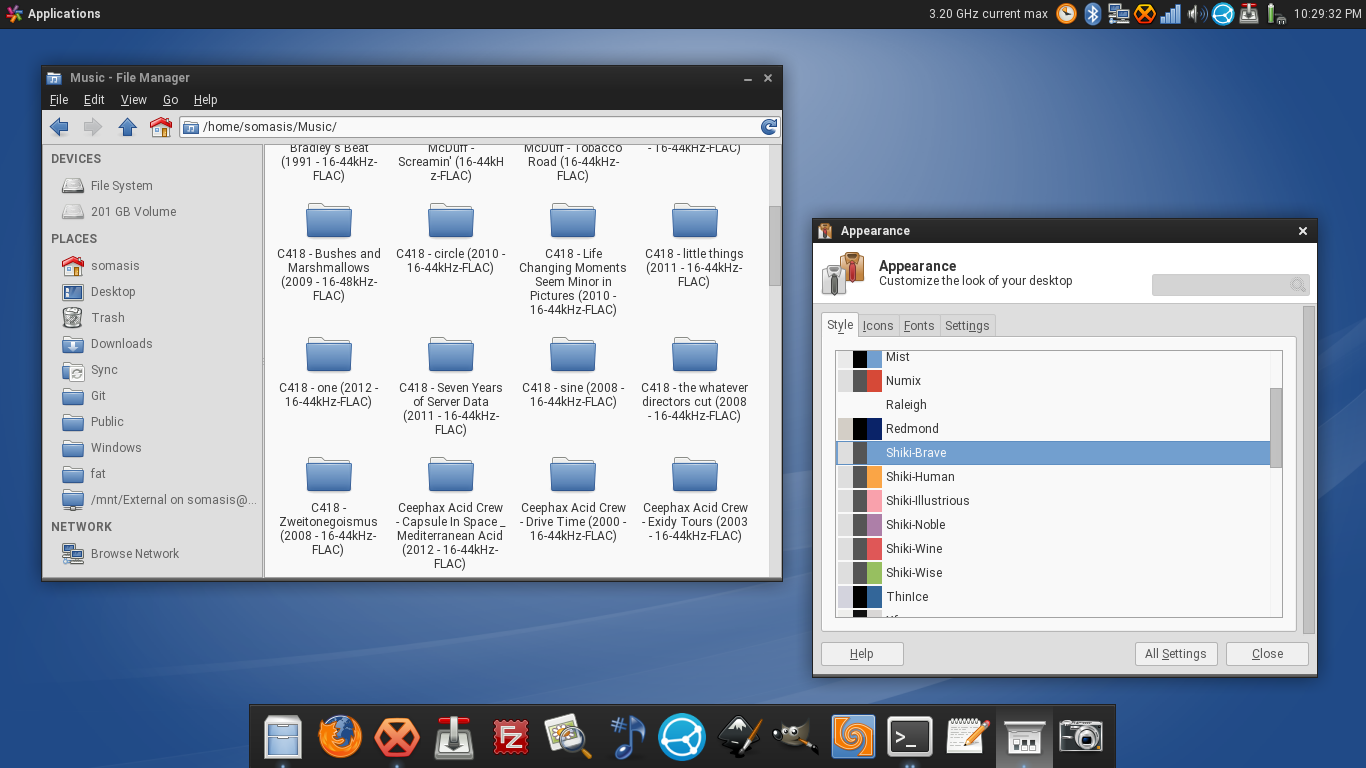 Applications
3.20 GHz current max
10:29:32 PM
Music - File Manager
File Edit View Go Help
/home/somasis/Music/
DEVICES
File System
201 GB Volume
PLACES
somasis
Desktop
Trash
Downloads
Sync
Git
Public
Windows
fat
/mnt/External on somasis@...
NETWORK
Browse Network
Bradley's Beat
(1991 - 16-44kHz-
FLAC)
McDuff -
Screamin' (16-44kH
z-FLAC)
McDuff - Tobacco
Road (16-44kHz-
FLAC)
- 16-44kHz-FLAC)
C418 - Bushes and
Marshmallows
(2009 - 16-48kHz-
FLAC)
C418 - circle (2010 -
16-44kHz-FLAC)
C418 - Life
Changing Moments
Seem Minor in
Pictures (2010 -
16-44kHz-FLAC)
C418 - little things
(2011 - 16-44kHz-
FLAC)
C418 - one (2012 -
16-44kHz-FLAC)
C418 - Seven Years
of Server Data
(2011 - 16-44kHz-
FLAC)
C418 - sine (2008 -
16-44kHz-FLAC)
C418 - the whatever
directors cut (2008
- 16-44kHz-FLAC)
C418 -
Zweitonegoismus
(2008 - 16-44kHz-
FLAC)
Ceephax Acid Crew
- Capsule In Space _
Mediterranean Acid
(2012 - 16-44kHz-
FLAC)
Ceephax Acid Crew
- Drive Time (2000 -
16-44kHz-FLAC)
Ceephax Acid Crew
- Exidy Tours (2003
- 16-44kHz-FLAC)
Appearance
Appearance
Customize the look of your desktop
Style Icons Fonts Settings
Mist
Numix
Raleigh
Redmond
Shiki-Brave
Shiki-Human
Shiki-Illustrious
Shiki-Noble
Shiki-Wine
Shiki-Wise
ThinIce
Help
All Settings
Close
FZ
>_